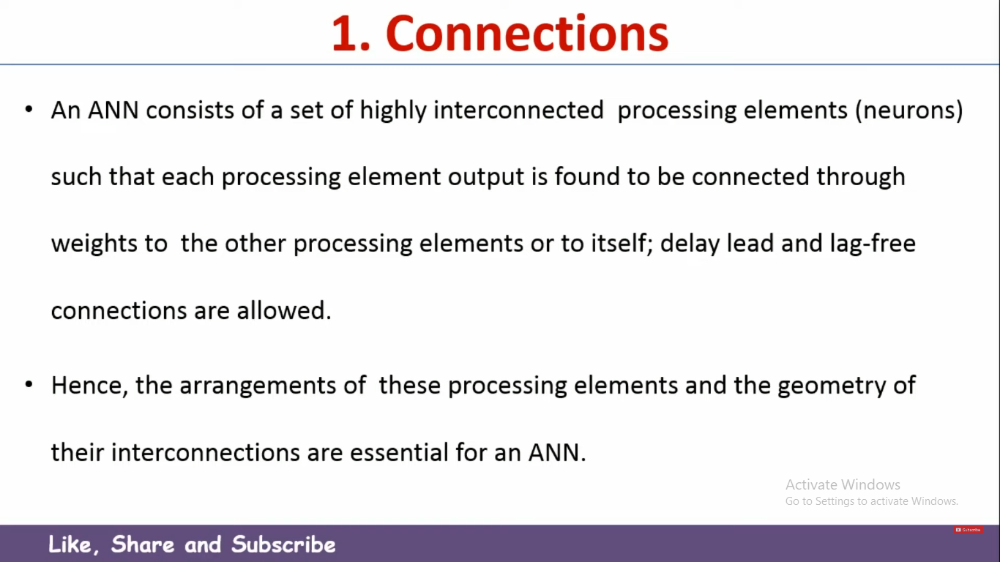 1. Connections
• An ANN consists of a set of highly interconnected processing elements (neurons)
such that each processing element output is found to be connected through
weights to the other processing elements or to itself; delay lead and lag-free
connections are allowed.
• Hence, the arrangements of these processing elements and the geometry of
their interconnections are essential for an ANN.
Activate Windows
Go to Settings to activate Windows.
Subscribe
Like, Share and Subscribe